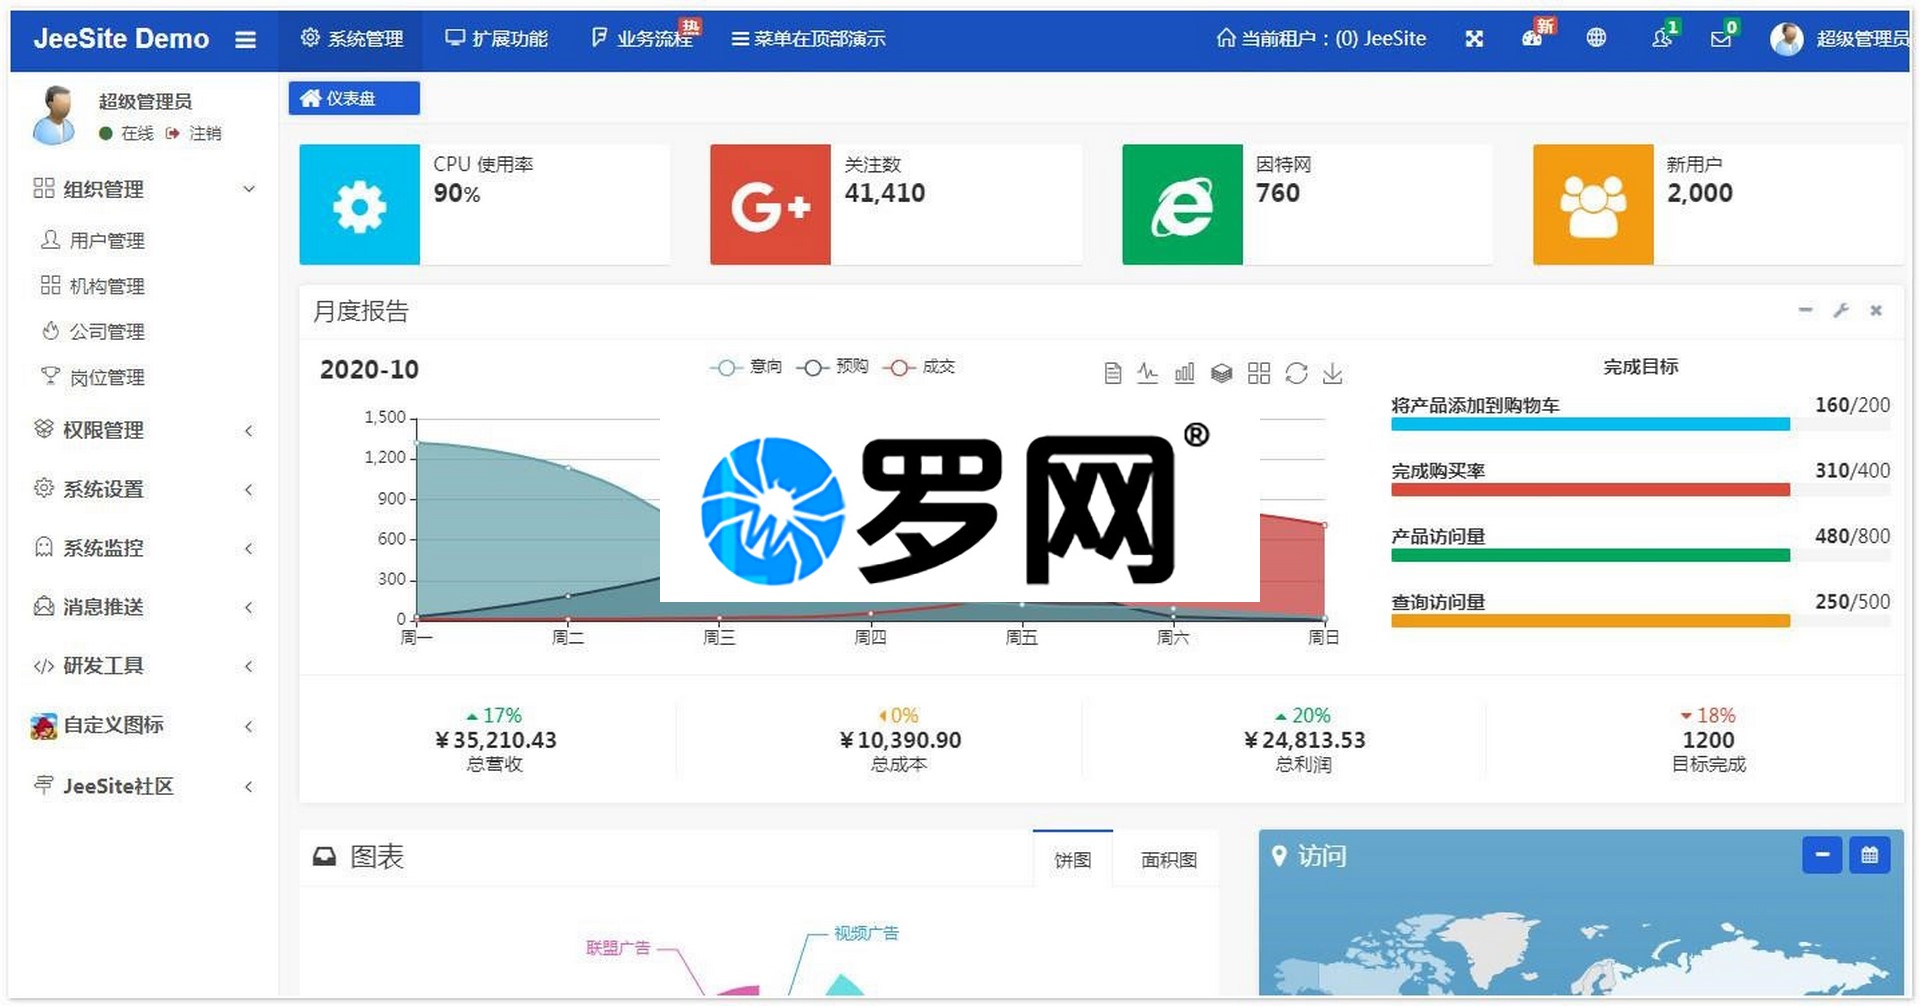 JeeSite Demo
系统管理
扩展功能
业务流程
热
菜单在顶部演示
当前租户：(0) JeeSite
新
1
0
超级管理员
超级管理员
在线 注销
组织管理
用户管理
机构管理
公司管理
岗位管理
权限管理
系统设置
系统监控
消息推送
研发工具
自定义图标
JeeSite社区
仪表盘
CPU 使用率
90%
关注数
41,410
因特网
760
新用户
2,000
G+
月度报告
2020-10
意向 预购 成交
1,500
1,200
900
600
300
0
周一 周二 周三 周四 周五 周六 周日
罗网®
完成目标
将产品添加到购物车 160/200
完成购买率 310/400
产品访问量 480/800
查询访问量 250/500
17%
¥35,210.43
总营收
0%
¥10,390.90
总成本
20%
¥24,813.53
总利润
18%
1200
目标完成
图表
饼图 面积图
联盟广告
视频广告
访问